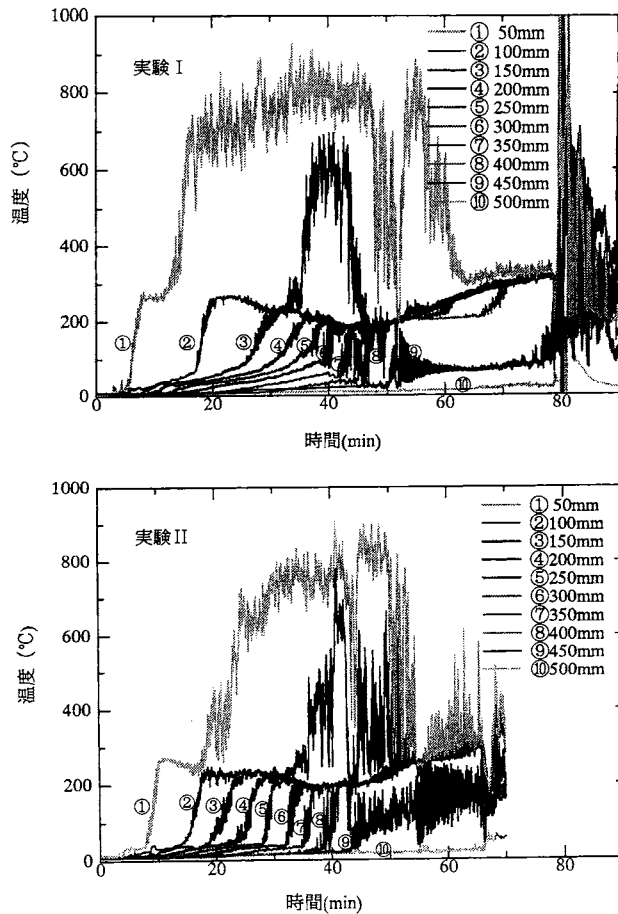 1000
800
600
400
200
0
温度 (℃)
実験 I
① 50mm
② 100mm
③ 150mm
④ 200mm
⑤ 250mm
⑥ 300mm
⑦ 350mm
⑧ 400mm
⑨ 450mm
⑩ 500mm
①
②
③
④
⑤
⑥
⑦
⑧
⑨
⑩
0
20
40
60
80
時間(min)
1000
800
600
400
200
0
温度 (℃)
実験 II
① 50mm
②100mm
③150mm
④200mm
⑤250mm
⑥300mm
⑦350mm
⑧400mm
⑨450mm
⑩500mm
①
②
③
④
⑤
⑥
⑦
⑧
⑨
⑩
0
20
40
60
80
時間(min)